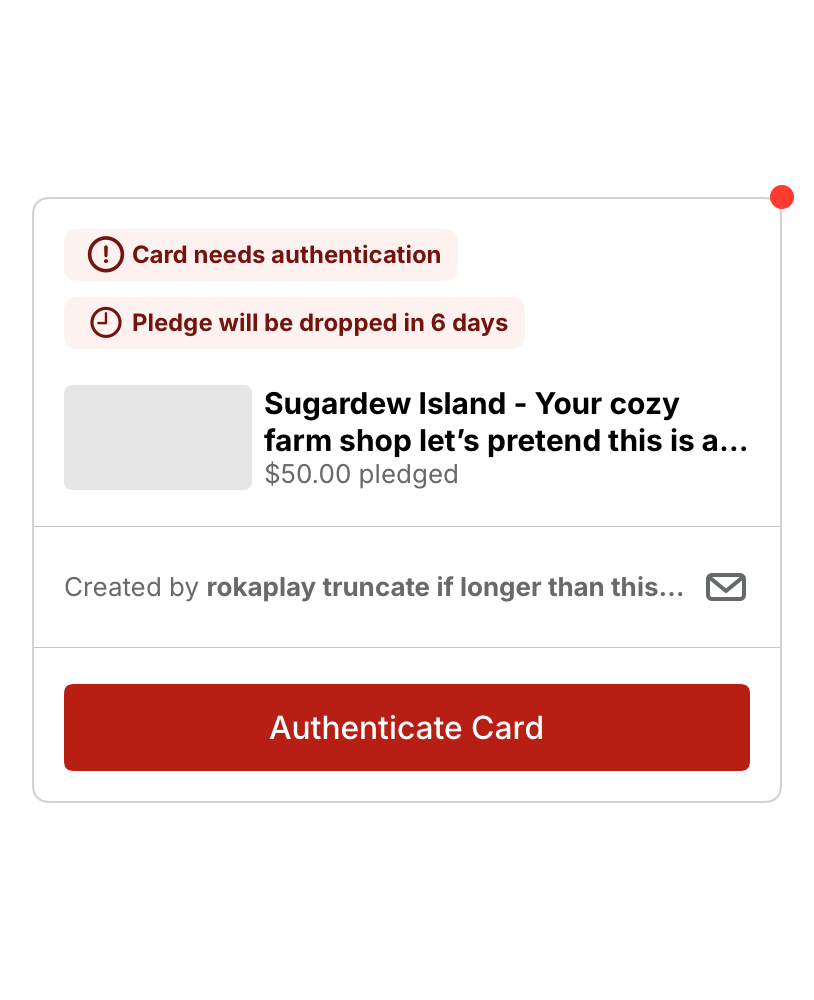 Card needs authentication
Pledge will be dropped in 6 days
Sugardew Island - Your cozy
farm shop let’s pretend this is a…
$50.00 pledged
Created by rokaplay truncate if longer than this…
Authenticate Card